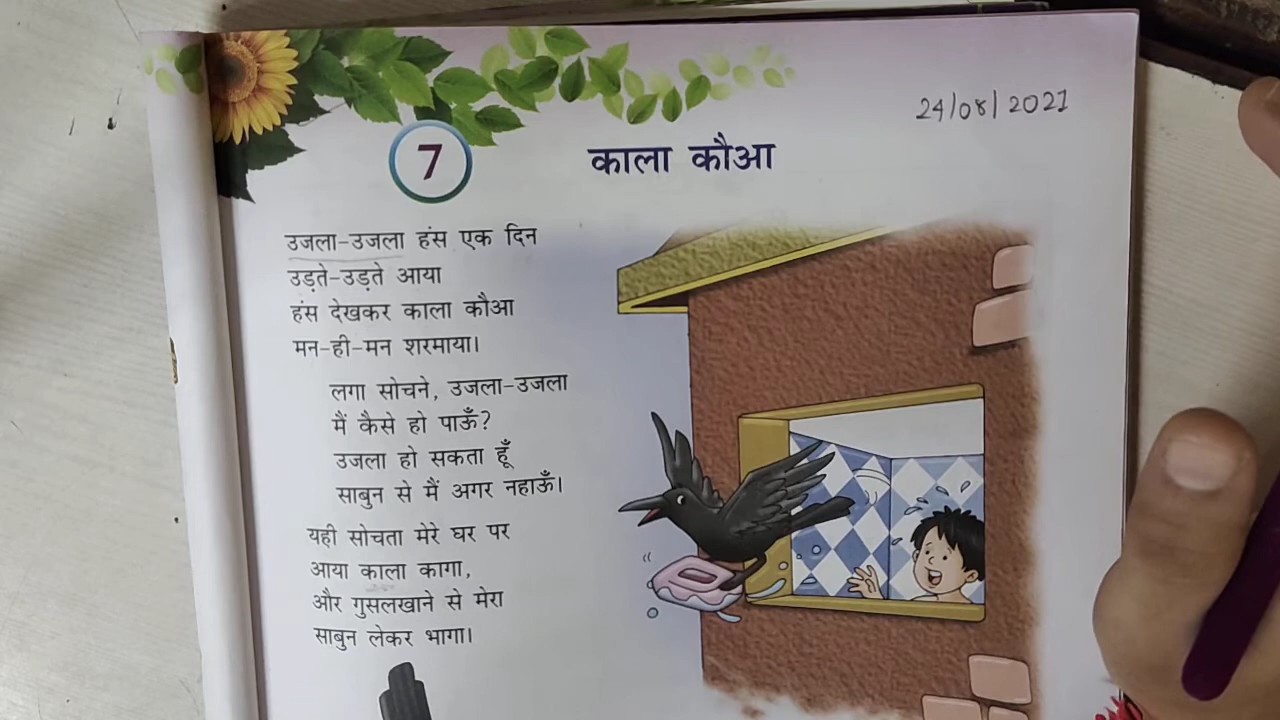 24/08/2021
7
काला कौआ
उजला-उजला हंस एक दिन
उड़ते-उड़ते आया
हंस देखकर काला कौआ
मन-ही-मन शरमाया।
लगा सोचने, उजला-उजला
मैं कैसे हो पाऊँ?
उजला हो सकता हूँ
साबुन से मैं अगर नहाऊँ।
यही सोचता मेरे घर पर
आया काला कागा,
और गुसलखाने से मेरा
साबुन लेकर भागा।